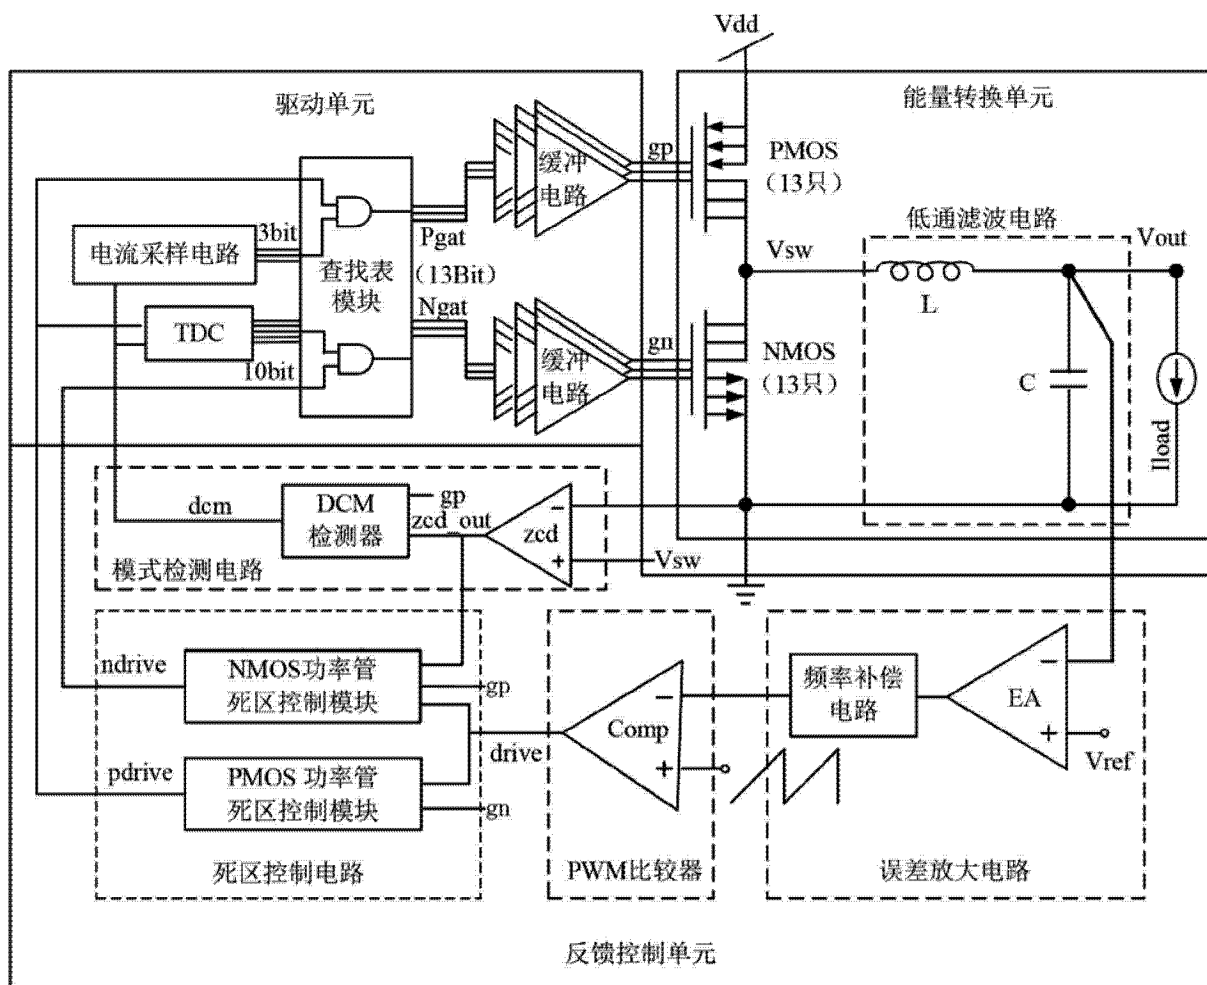 Vdd
驱动单元
能量转换单元
缓冲
电路
gp
PMOS
（13只）
3bit
电流采样电路
Pgat
查找表
模块
（13Bit）
Ngat
Vsw
低通滤波电路
Vout
L
TDC
10bit
缓冲
电路
gn
NMOS
（13只）
C
Iload
dcm
DCM
检测器
gp
zcd_out
zcd
−
+
Vsw
模式检测电路
ndrive
NMOS功率管
死区控制模块
gp
drive
Comp
−
+
频率补偿
电路
EA
−
+
Vref
pdrive
PMOS 功率管
死区控制模块
gn
死区控制电路
PWM比较器
误差放大电路
反馈控制单元